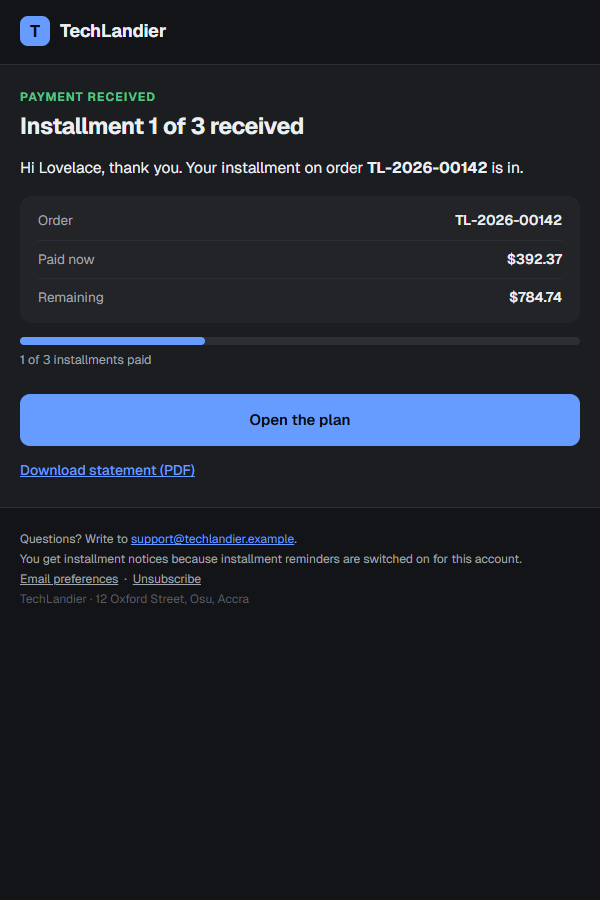 T TechLandier
PAYMENT RECEIVED
Installment 1 of 3 received
Hi Lovelace, thank you. Your installment on order TL-2026-00142 is in.
Order TL-2026-00142
Paid now $392.37
Remaining $784.74
1 of 3 installments paid
Open the plan
Download statement (PDF)
Questions? Write to support@techlandier.example.
You get installment notices because installment reminders are switched on for this account.
Email preferences · Unsubscribe
TechLandier · 12 Oxford Street, Osu, Accra